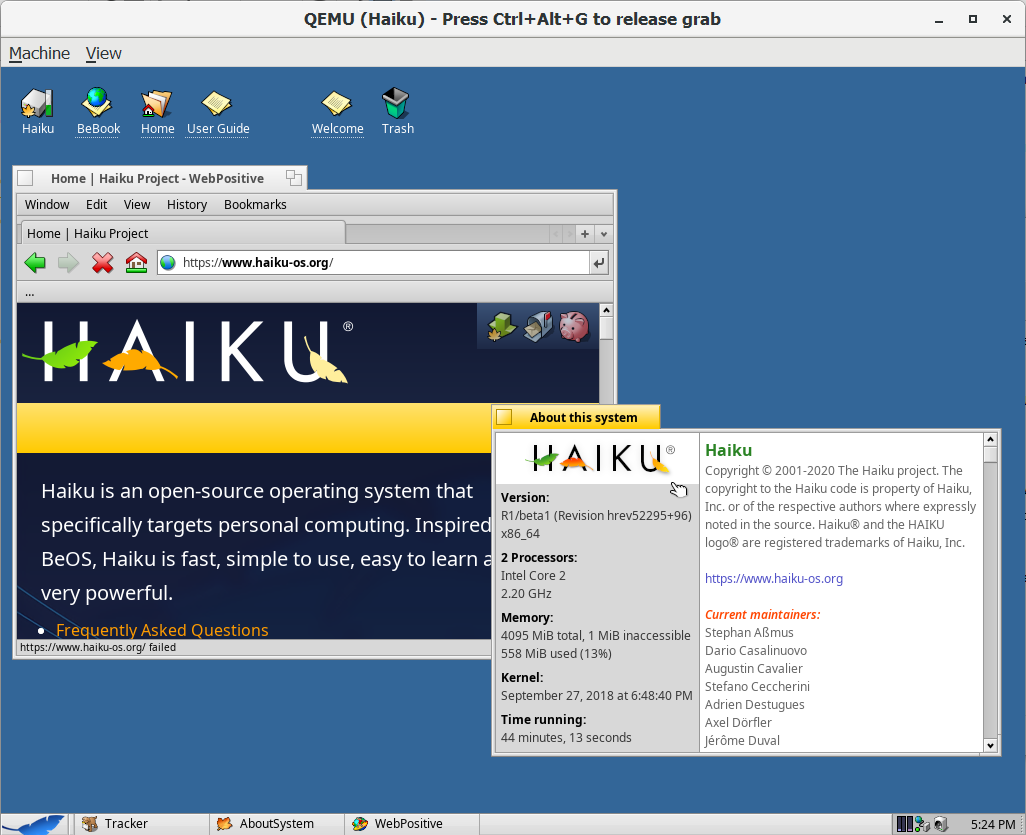 QEMU (Haiku) - Press Ctrl+Alt+G to release grab
Machine View
Haiku BeBook Home User Guide Welcome Trash
Home | Haiku Project - WebPositive
Window Edit View History Bookmarks
Home | Haiku Project
https://www.haiku-os.org/
...
HAIKU®
Haiku is an open-source operating system that
specifically targets personal computing. Inspired
BeOS, Haiku is fast, simple to use, easy to learn a
very powerful.
• Frequently Asked Questions
https://www.haiku-os.org/ failed
About this system
HAIKU®
Version:
R1/beta1 (Revision hrev52295+96)
x86_64
2 Processors:
Intel Core 2
2.20 GHz
Memory:
4095 MiB total, 1 MiB inaccessible
558 MiB used (13%)
Kernel:
September 27, 2018 at 6:48:40 PM
Time running:
44 minutes, 13 seconds
Haiku
Copyright © 2001-2020 The Haiku project. The
copyright to the Haiku code is property of Haiku,
Inc. or of the respective authors where expressly
noted in the source. Haiku® and the HAIKU
logo® are registered trademarks of Haiku, Inc.
https://www.haiku-os.org
Current maintainers:
Stephan Aßmus
Dario Casalinuovo
Augustin Cavalier
Stefano Ceccherini
Adrien Destugues
Axel Dörfler
Jérôme Duval
Tracker AboutSystem WebPositive 5:24 PM